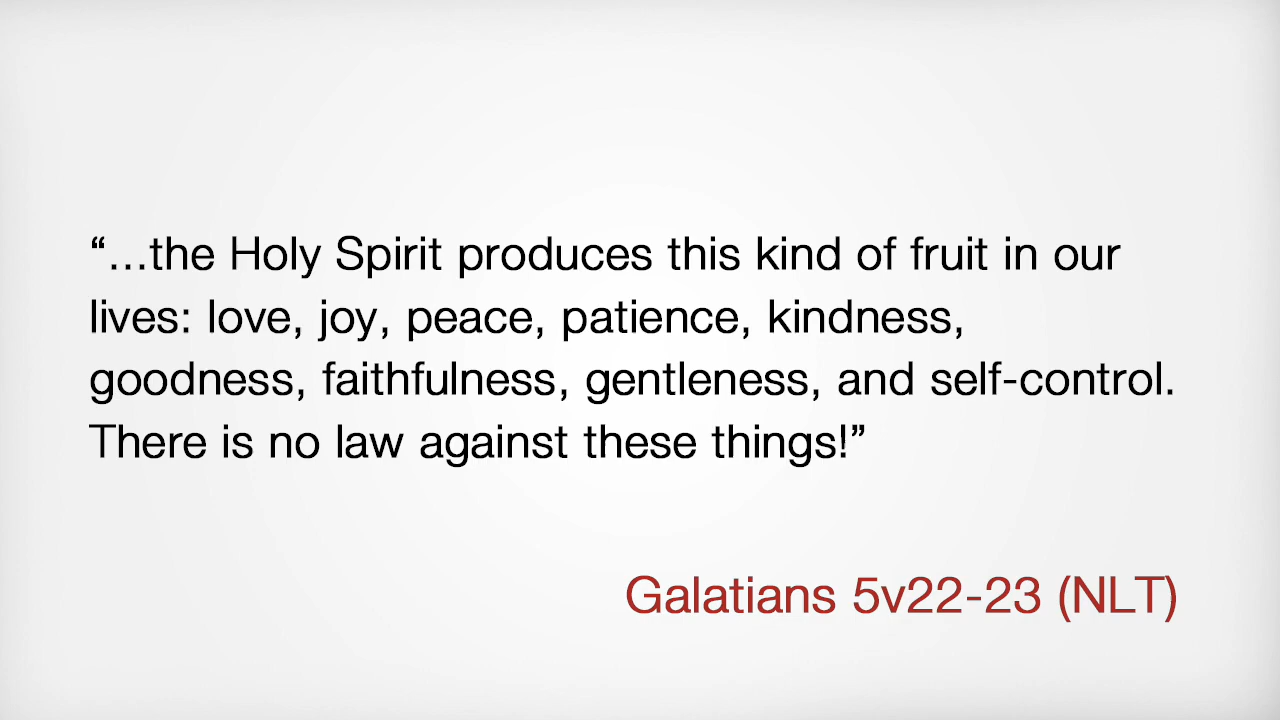 “...the Holy Spirit produces this kind of fruit in our
lives: love, joy, peace, patience, kindness,
goodness, faithfulness, gentleness, and self-control.
There is no law against these things!”
Galatians 5v22-23 (NLT)